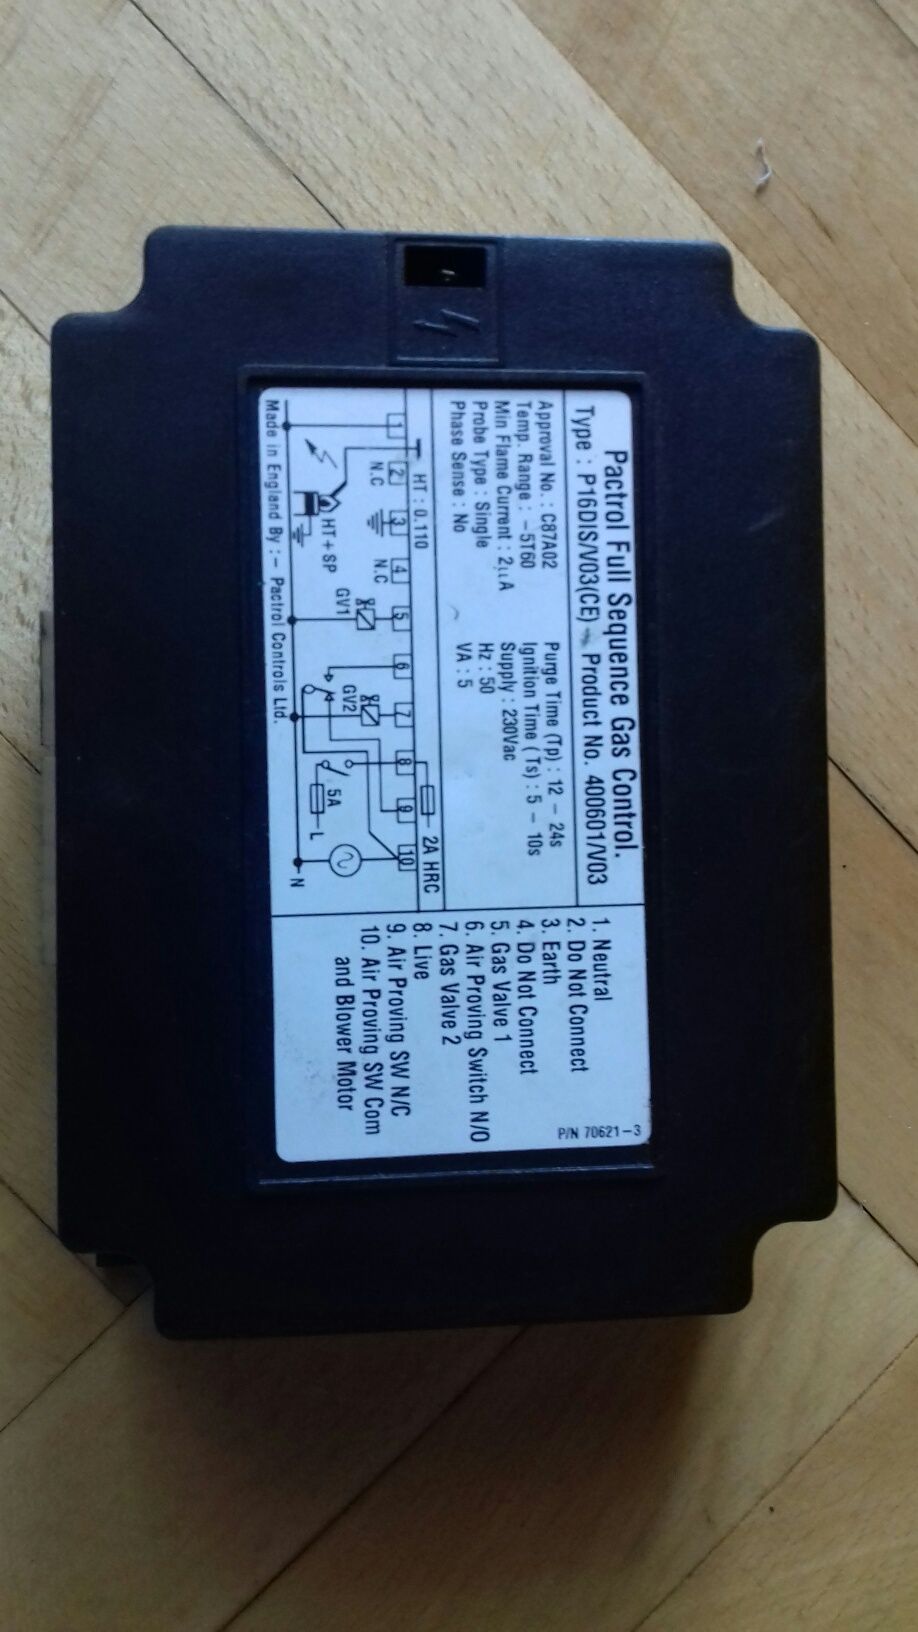 Pactrol Full Sequence Gas Control.
Type : P16DIS/V03(CE) - Product No. 400601/V03
Approval No. : C87A02
Temp. Range : -5T60
Min Flame Current : 2µA
Probe Type : Single
Phase Sense : No
Purge Time (Tp) : 12 - 24s
Ignition Time (Ts) : 5 - 10s
Supply : 230Vac
Hz : 50
VA : 5
HT : 0.110
2A HRC
1 2 3 4 5 6 7 8 9 10
N.C
N.C
HT + SP
GV1
GV2
5A
L
N
Made in England By :- Pactrol Controls Ltd.
1. Neutral
2. Do Not Connect
3. Earth
4. Do Not Connect
5. Gas Valve 1
6. Air Proving Switch N/O
7. Gas Valve 2
8. Live
9. Air Proving SW N/C
10. Air Proving SW Com
and Blower Motor
P/N 70621-3